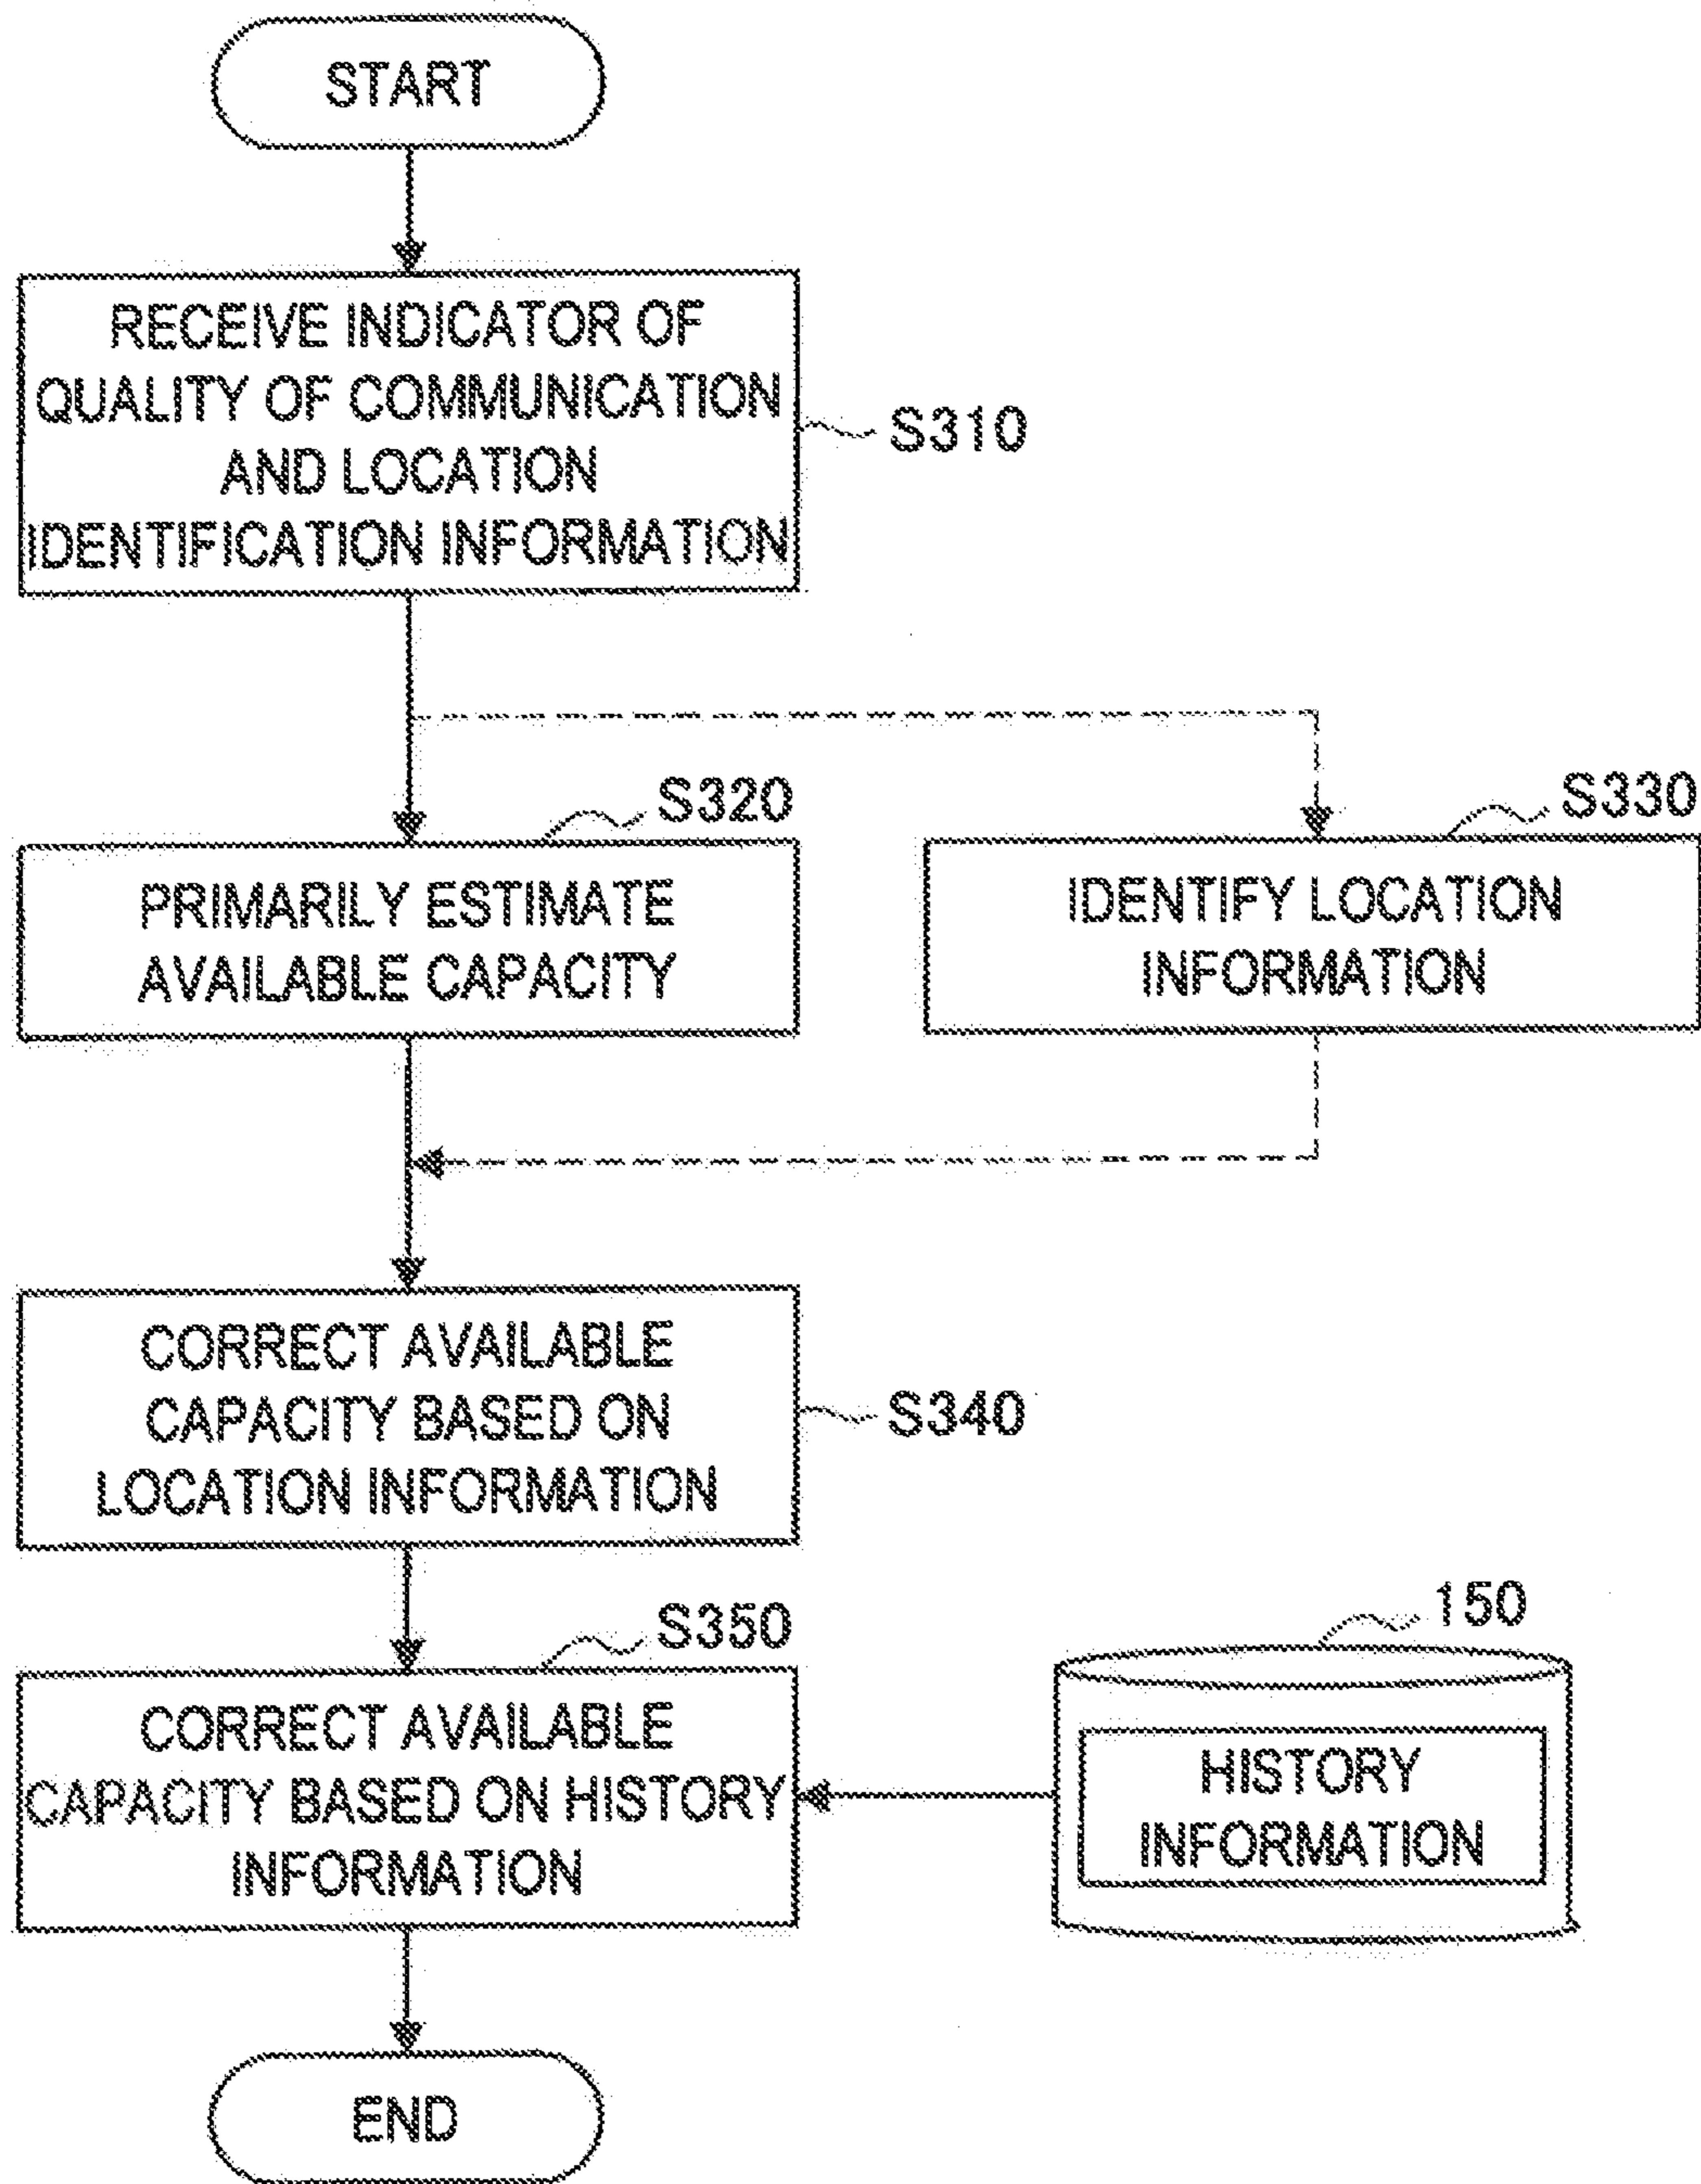 START
RECEIVE INDICATOR OF
QUALITY OF COMMUNICATION
AND LOCATION
IDENTIFICATION INFORMATION
S310
S320
PRIMARILY ESTIMATE
AVAILABLE CAPACITY
S330
IDENTIFY LOCATION
INFORMATION
CORRECT AVAILABLE
CAPACITY BASED ON
LOCATION INFORMATION
S340
S350
CORRECT AVAILABLE
CAPACITY BASED ON HISTORY
INFORMATION
150
HISTORY
INFORMATION
END